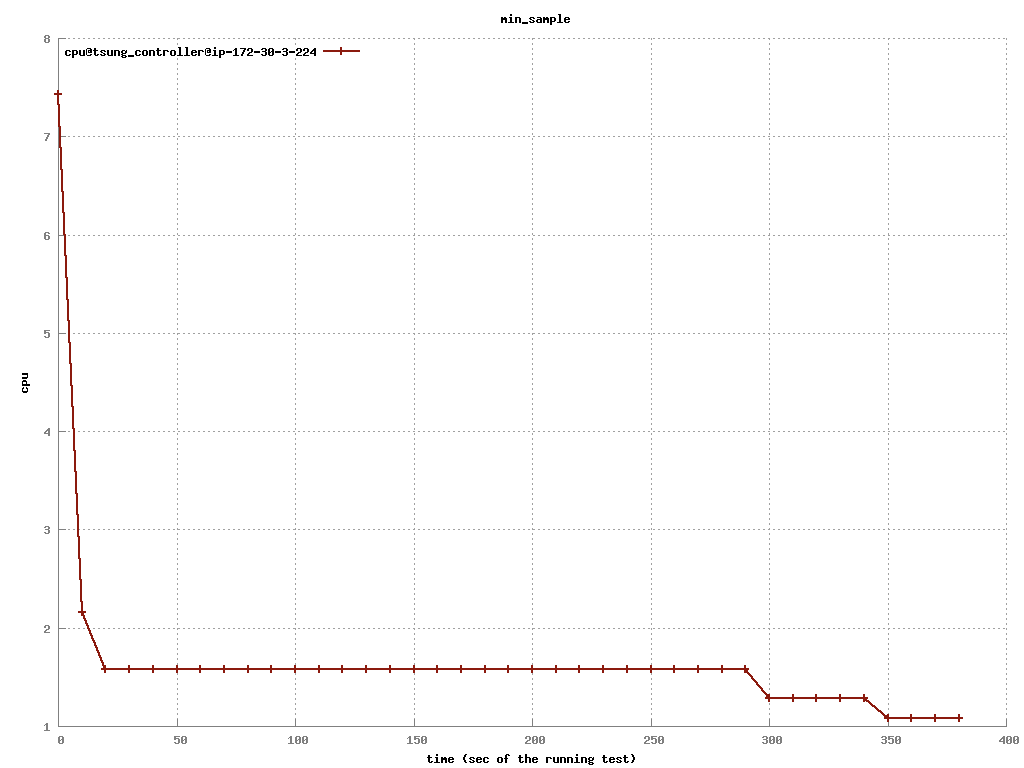 min_sample
8
cpu@tsung_controller@ip-172-30-3-224
7
6
5
cpu
4
3
2
1
0 50 100 150 200 250 300 350 400
time (sec of the running test)